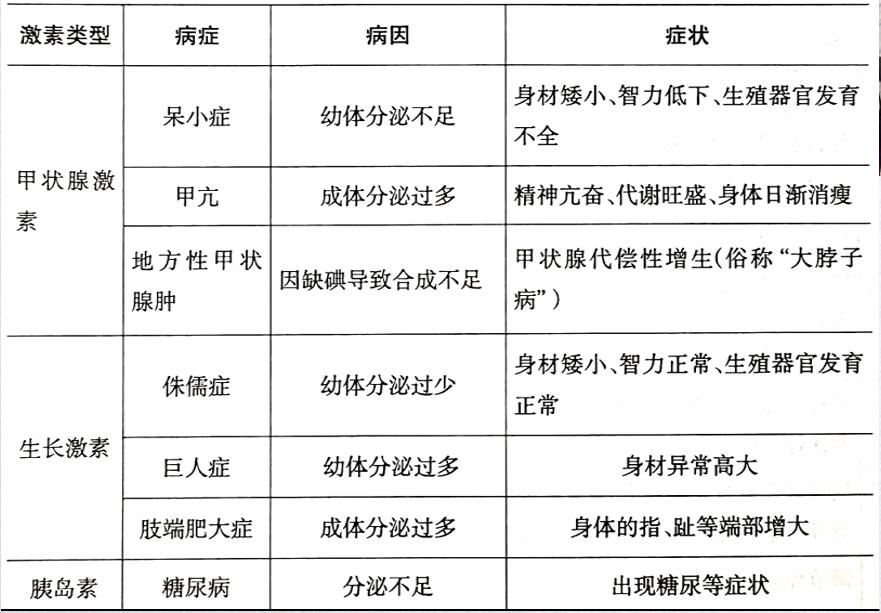 激素类型 病症 病因 症状
呆小症 幼体分泌不足 身材矮小、智力低下、生殖器官发育
不全
甲状腺激
素
甲亢 成体分泌过多 精神亢奋、代谢旺盛、身体日渐消瘦
地方性甲状
腺肿
因缺碘导致合成不足
甲状腺代偿性增生(俗称“大脖子
病”)
生长激素
侏儒症 幼体分泌过少 身材矮小、智力正常、生殖器官发育
正常
巨人症 幼体分泌过多 身材异常高大
肢端肥大症 成体分泌过多 身体的指、趾等端部增大
胰岛素 糖尿病 分泌不足 出现糖尿等症状